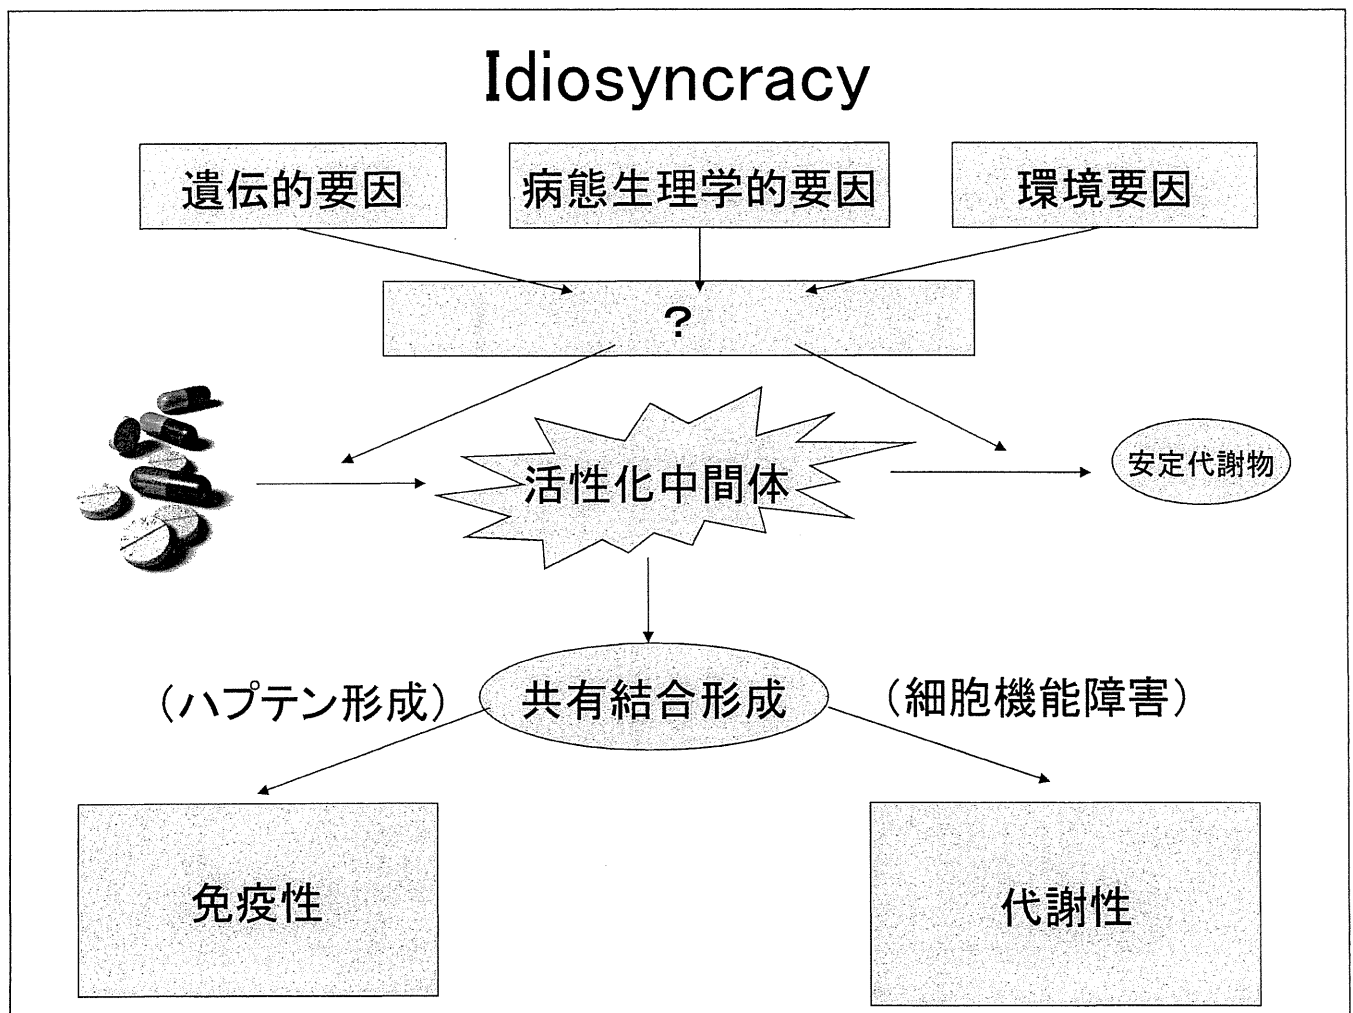 Idiosyncracy
遺伝的要因
病態生理学的要因
環境要因
?
活性化中間体
安定代謝物
（ハプテン形成）
共有結合形成
（細胞機能障害）
免疫性
代謝性